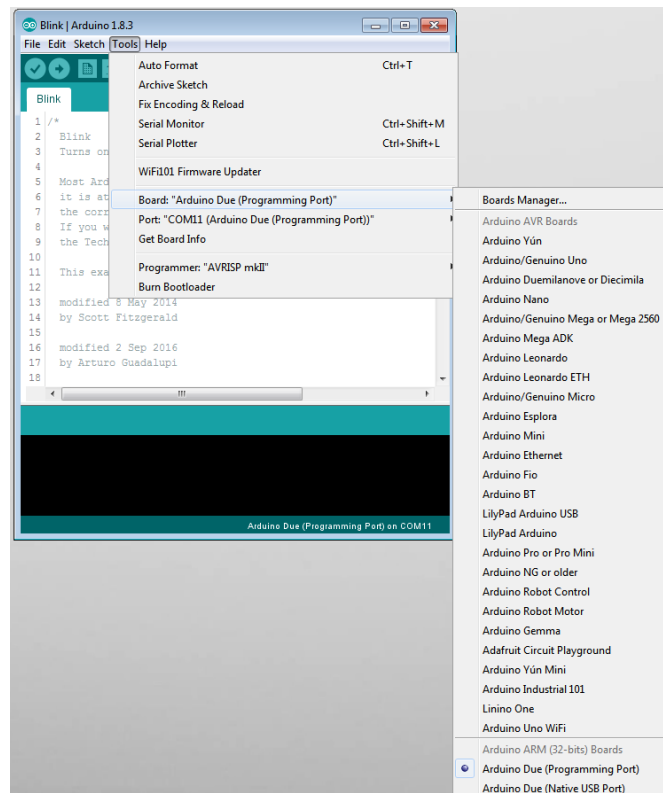 Blink | Arduino 1.8.3
File Edit Sketch Tools Help
Auto Format Ctrl+T
Archive Sketch
Fix Encoding & Reload
Serial Monitor Ctrl+Shift+M
Serial Plotter Ctrl+Shift+L
WiFi101 Firmware Updater
Board: "Arduino Due (Programming Port)"
Port: "COM11 (Arduino Due (Programming Port))"
Get Board Info
Programmer: "AVRISP mkII"
Burn Bootloader
Blink
1 /*
2 Blink
3 Turns on
4
5 Most Ard
6 it is at
7 the corr
8 If you w
9 the Tech
10
11 This exa
12
13 modified 8 May 2014
14 by Scott Fitzgerald
15
16 modified 2 Sep 2016
17 by Arturo Guadalupi
18
Arduino Due (Programming Port) on COM11
Boards Manager...
Arduino AVR Boards
Arduino Yún
Arduino/Genuino Uno
Arduino Duemilanove or Diecimila
Arduino Nano
Arduino/Genuino Mega or Mega 2560
Arduino Mega ADK
Arduino Leonardo
Arduino Leonardo ETH
Arduino/Genuino Micro
Arduino Esplora
Arduino Mini
Arduino Ethernet
Arduino Fio
Arduino BT
LilyPad Arduino USB
LilyPad Arduino
Arduino Pro or Pro Mini
Arduino NG or older
Arduino Robot Control
Arduino Robot Motor
Arduino Gemma
Adafruit Circuit Playground
Arduino Yún Mini
Arduino Industrial 101
Linino One
Arduino Uno WiFi
Arduino ARM (32-bits) Boards
Arduino Due (Programming Port)
Arduino Due (Native USB Port)